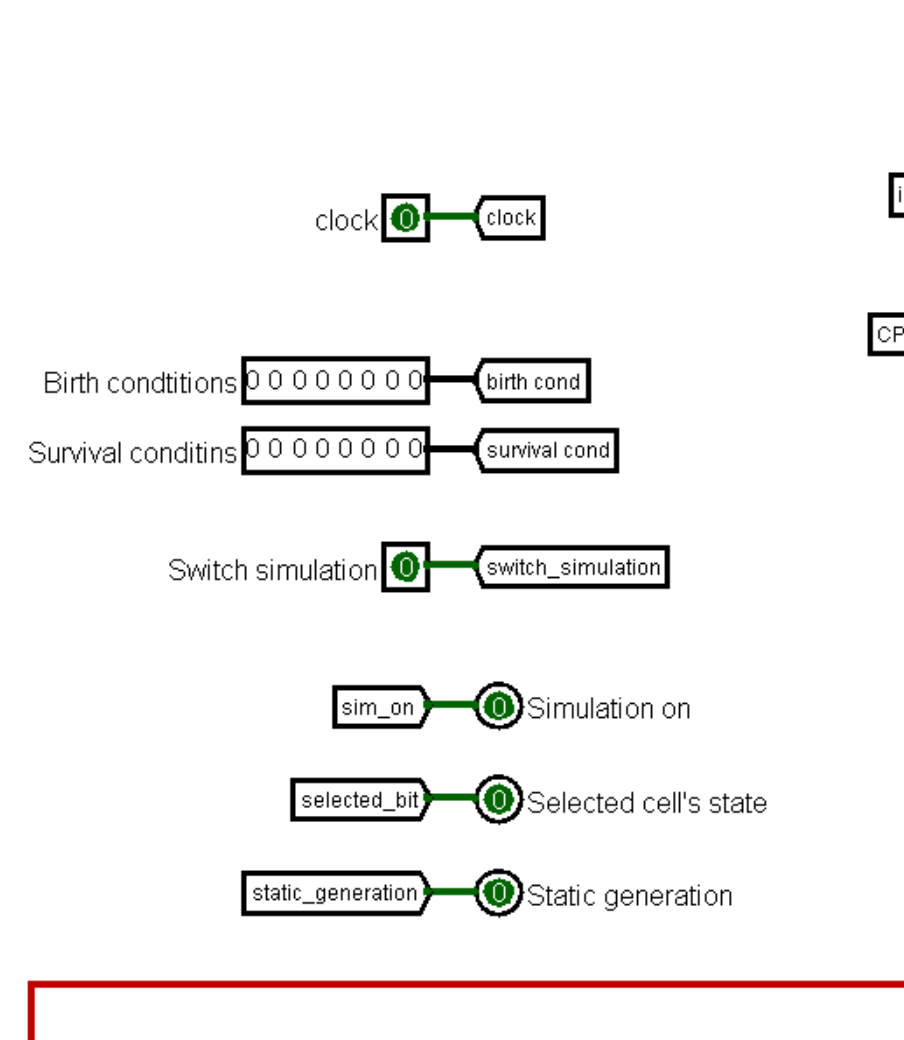 i
clock 0 clock
CP
Birth condtitions 0 0 0 0 0 0 0 0 birth cond
Survival conditins 0 0 0 0 0 0 0 0 survival cond
Switch simulation 0 switch_simulation
sim_on 0 Simulation on
selected_bit 0 Selected cell's state
static_generation 0 Static generation